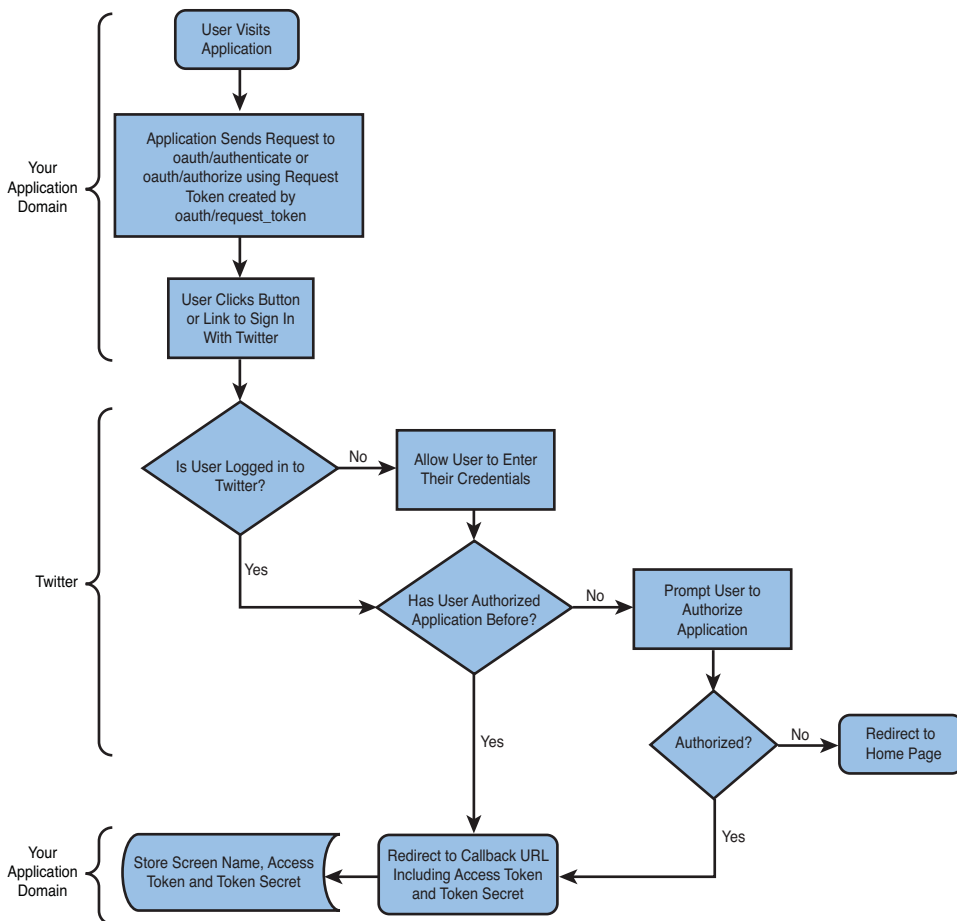 User Visits
Application
Application Sends Request to
oauth/authenticate or
oauth/authorize using Request
Token created by
oauth/request_token
Your
Application
Domain
User Clicks Button
or Link to Sign In
With Twitter
Is User Logged in to
Twitter?
No
Allow User to Enter
Their Credentials
Yes
Twitter
Has User Authorized
Application Before?
No
Prompt User to
Authorize
Application
Yes
Authorized?
No
Redirect to
Home Page
Yes
Your
Application
Domain
Store Screen Name, Access
Token and Token Secret
Redirect to Callback URL
Including Access Token
and Token Secret